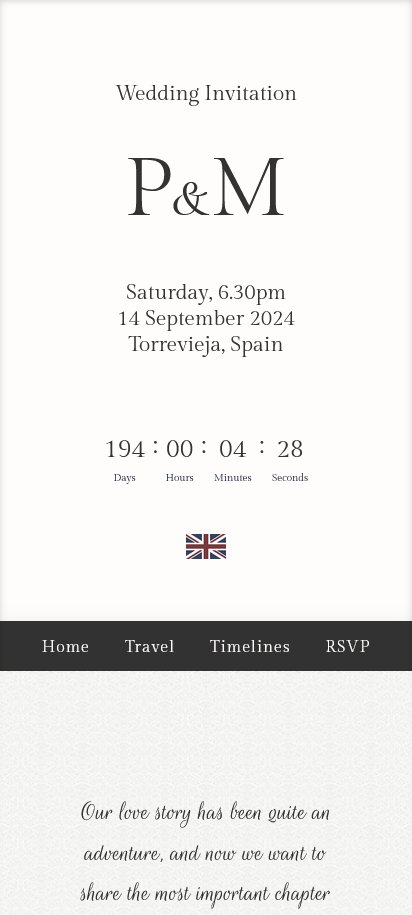 Wedding Invitation
P&M
Saturday, 6.30pm
14 September 2024
Torrevieja, Spain
194 : 00 : 04 : 28
Days Hours Minutes Seconds
Home Travel Timelines RSVP
Our love story has been quite an
adventure, and now we want to
share the most important chapter